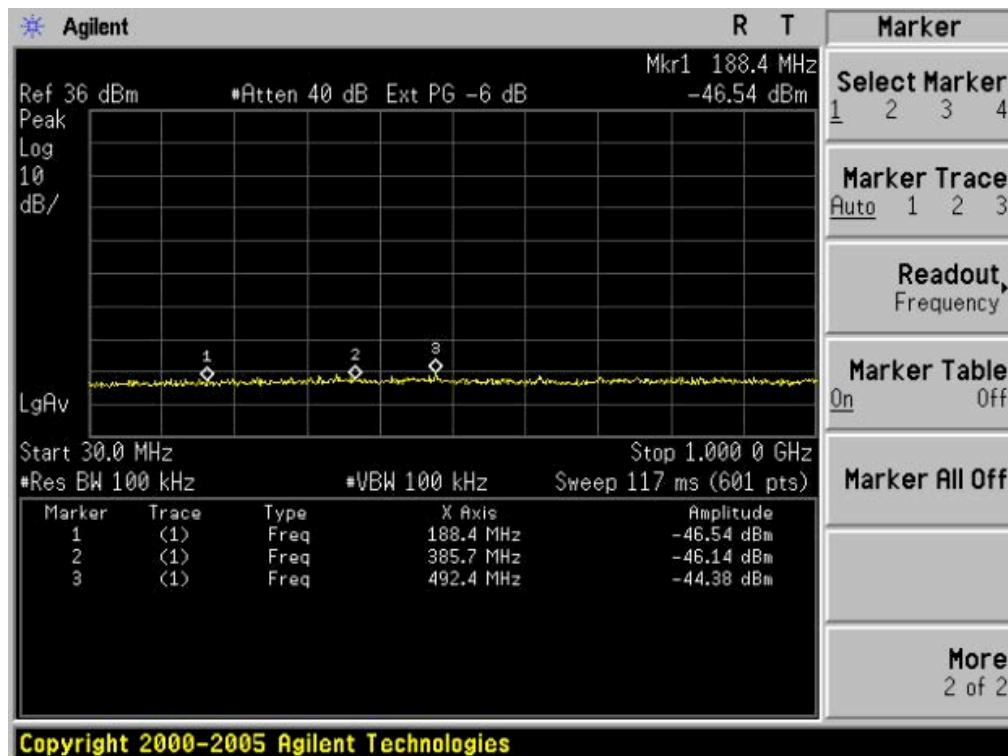 Agilent R T
Mkr1 188.4 MHz
Ref 36 dBm #Atten 40 dB Ext PG -6 dB -46.54 dBm
Peak
Log
10
dB/
1 2 3
LgAv
Start 30.0 MHz Stop 1.000 0 GHz
#Res BW 100 kHz #VBW 100 kHz Sweep 117 ms (601 pts)
Marker Trace Type X Axis Amplitude
1 (1) Freq 188.4 MHz -46.54 dBm
2 (1) Freq 385.7 MHz -46.14 dBm
3 (1) Freq 492.4 MHz -44.38 dBm
Copyright 2000-2005 Agilent Technologies
Marker
Select Marker
1 2 3 4
Marker Trace
Auto 1 2 3
Readout
Frequency
Marker Table
On Off
Marker All Off
More
2 of 2